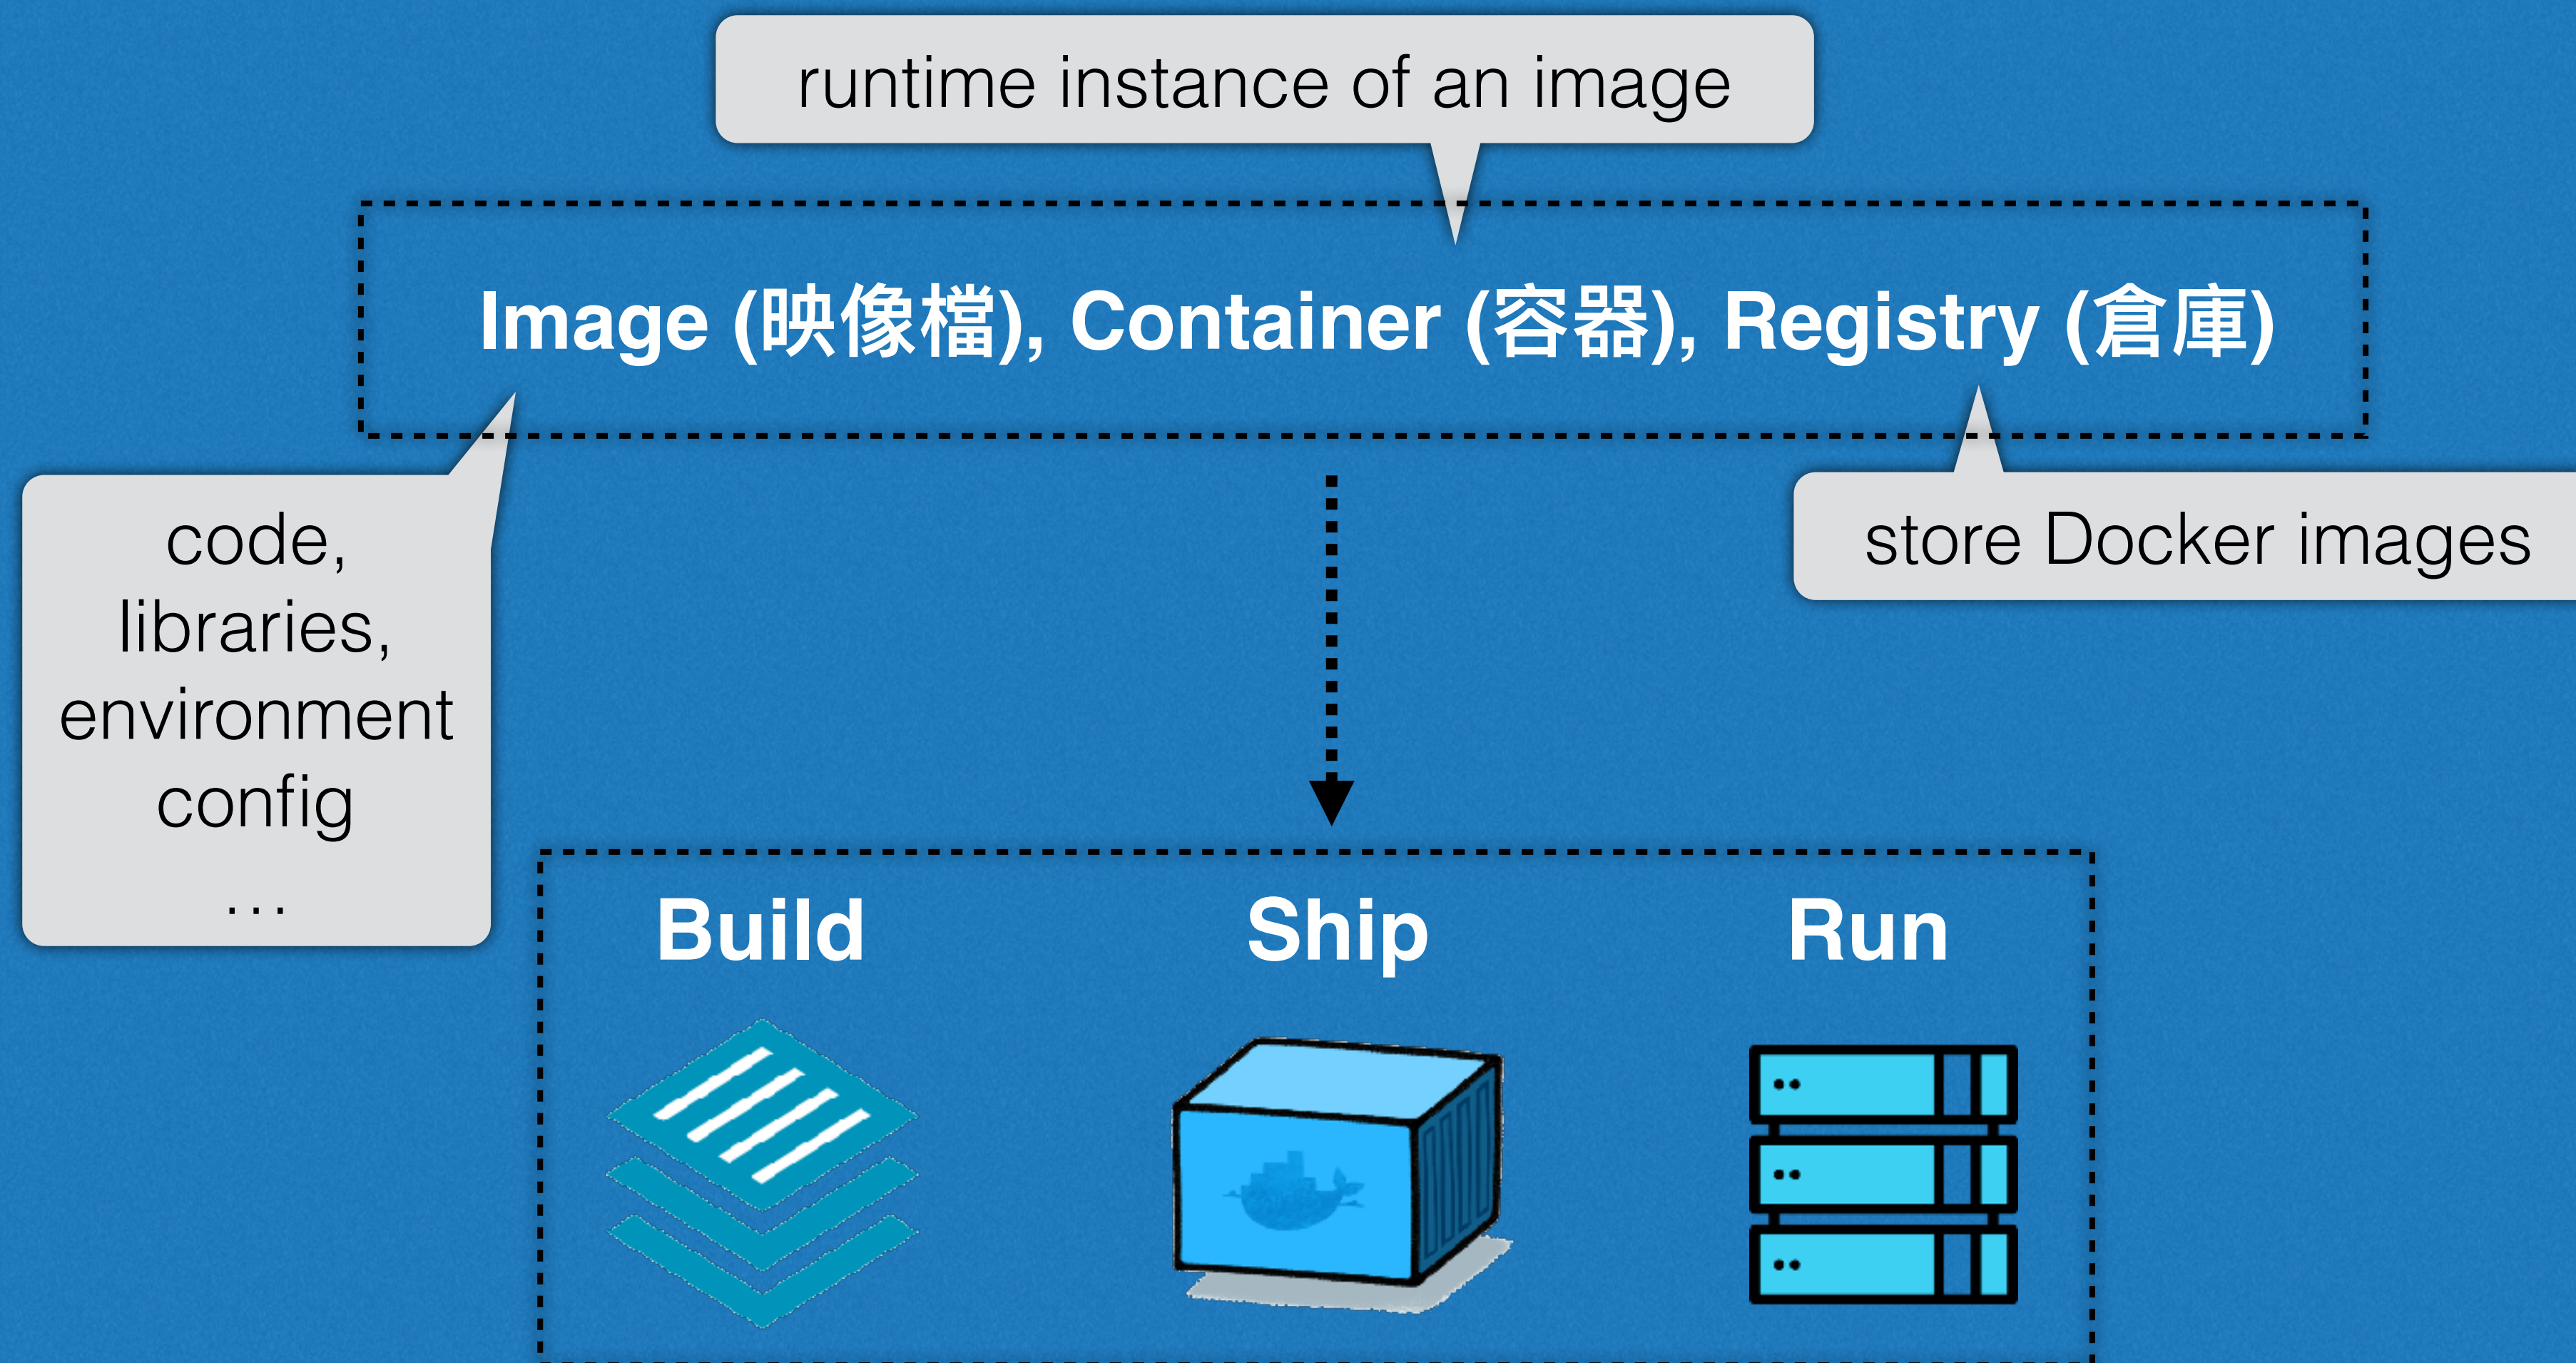 runtime instance of an image
Image (映像檔), Container (容器), Registry (倉庫)
code,
libraries,
environment
config
…
store Docker images
Build
Ship
Run